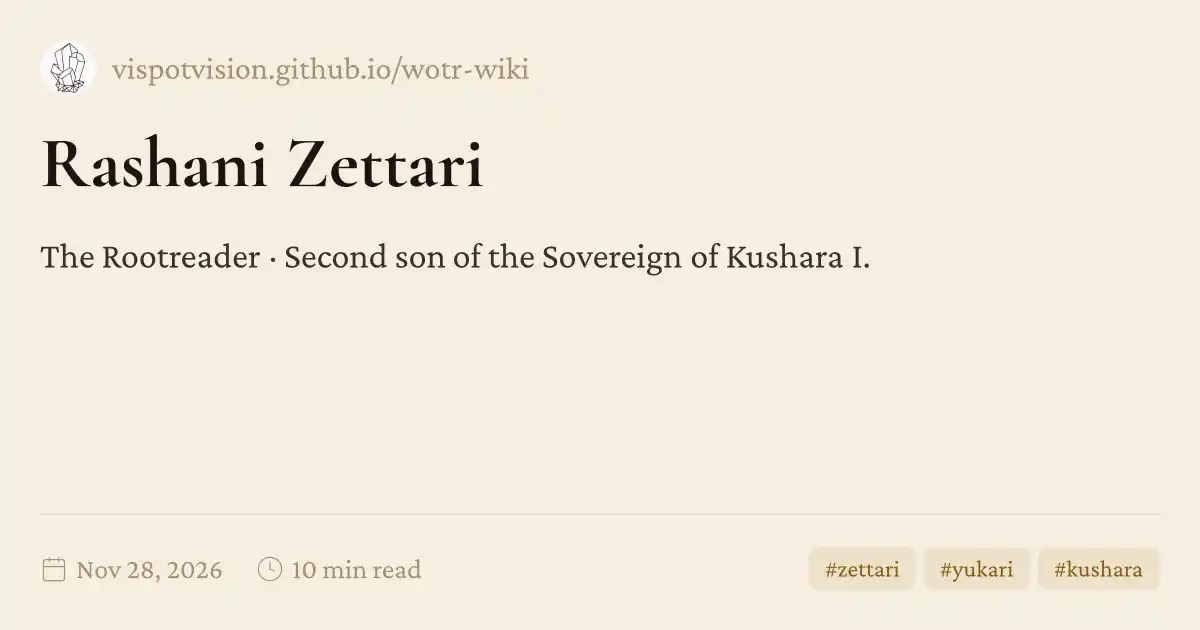 vispotvision.github.io/wotr-wiki
Rashani Zettari
The Rootreader · Second son of the Sovereign of Kushara I.
Nov 28, 2026 10 min read #zettari #yukari #kushara